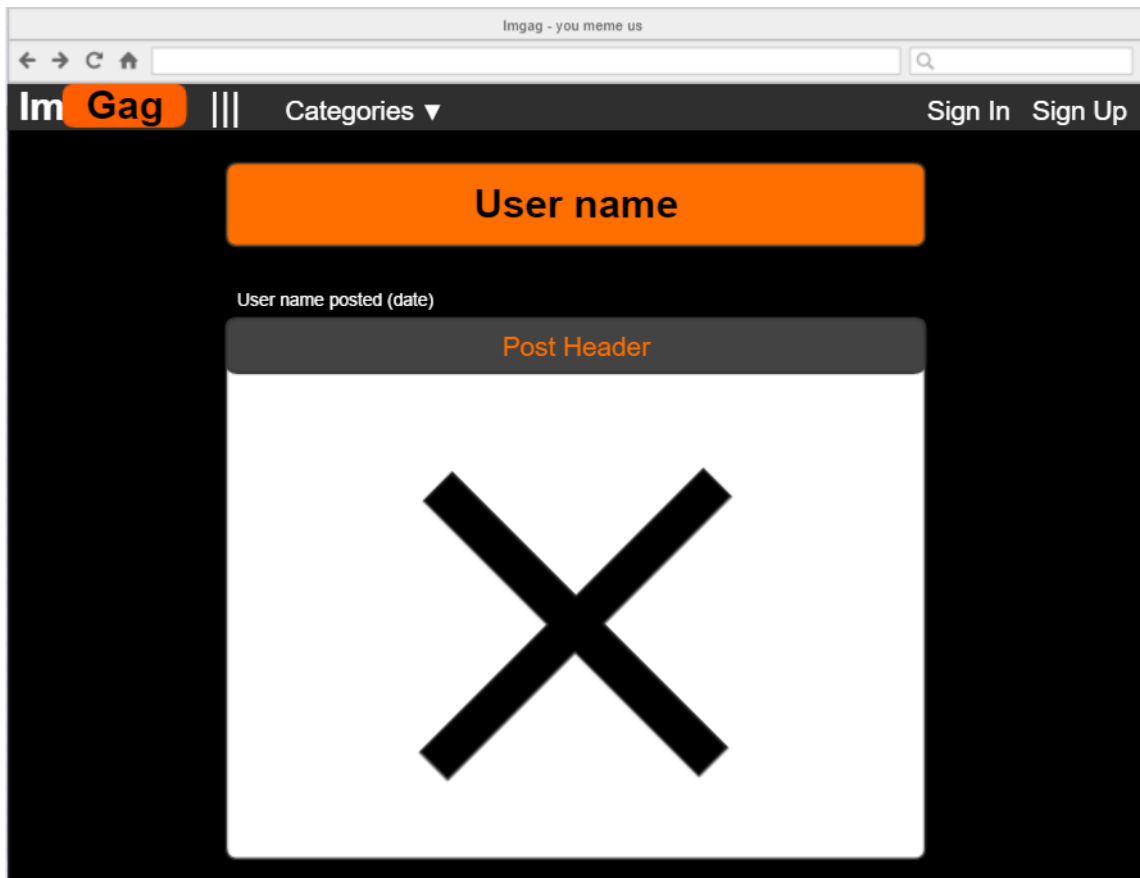 Imgag - you meme us
Im Gag ||| Categories ▼ Sign In Sign Up
User name
User name posted (date)
Post Header